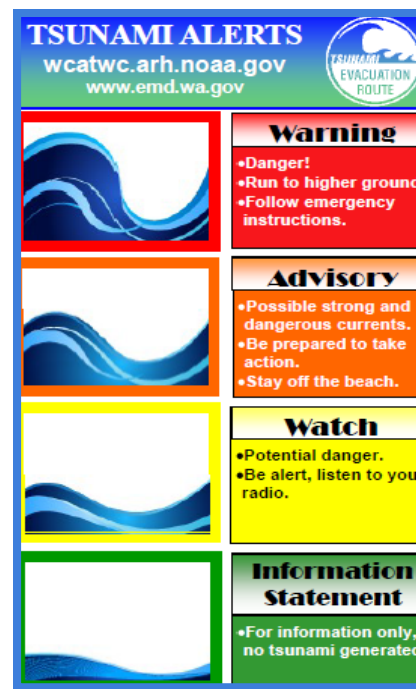 TSUNAMI ALERTS
wcatwc.arh.noaa.gov
www.emd.wa.gov
TSUNAMI
EVACUATION
ROUTE
Warning
•Danger!
•Run to higher ground
•Follow emergency
instructions.
Advisory
•Possible strong and
dangerous currents.
•Be prepared to take
action.
•Stay off the beach.
Watch
•Potential danger.
•Be alert, listen to you
radio.
Information
Statement
•For information only,
no tsunami generated